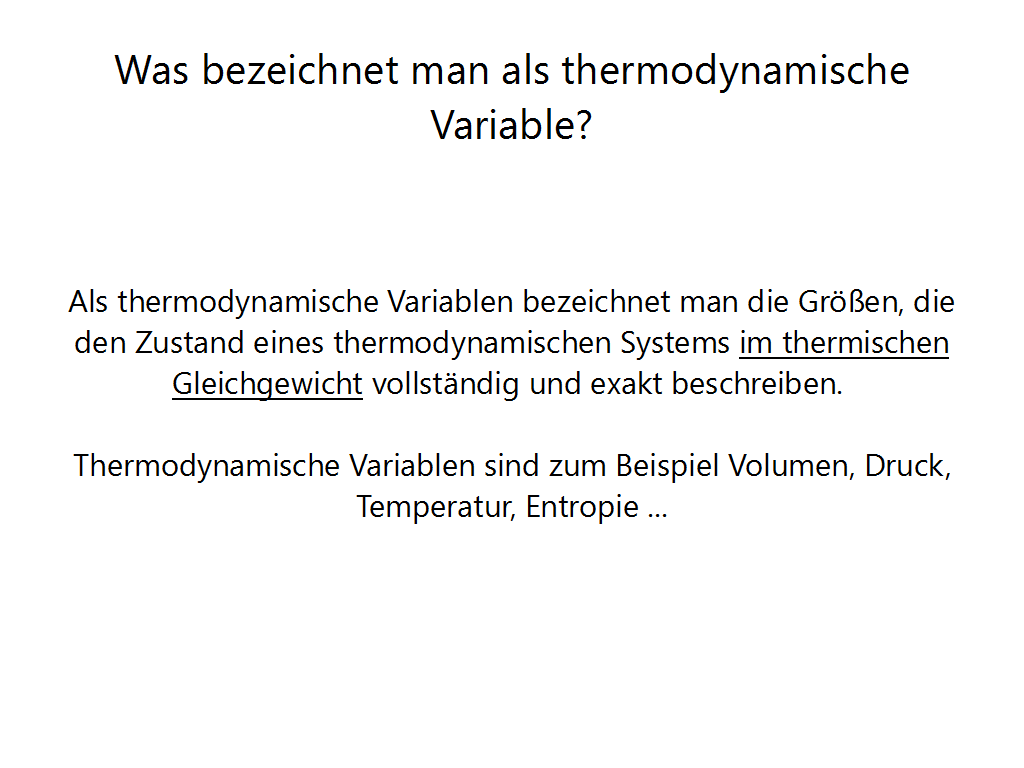 Was bezeichnet man als thermodynamische
Variable?
Als thermodynamische Variablen bezeichnet man die Größen, die
den Zustand eines thermodynamischen Systems im thermischen
Gleichgewicht vollständig und exakt beschreiben.
Thermodynamische Variablen sind zum Beispiel Volumen, Druck,
Temperatur, Entropie ...